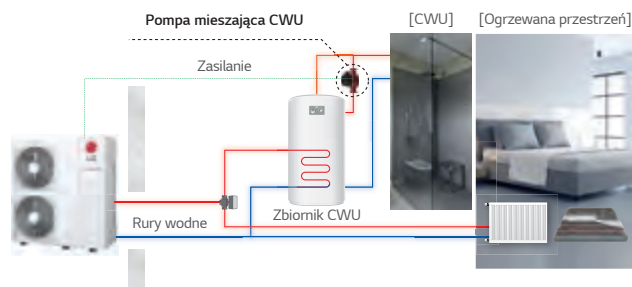 Pompa mieszająca CWU
[CWU]
[Ogrzewana przestrzeń]
Zasilanie
Zbiornik CWU
Rury wodne